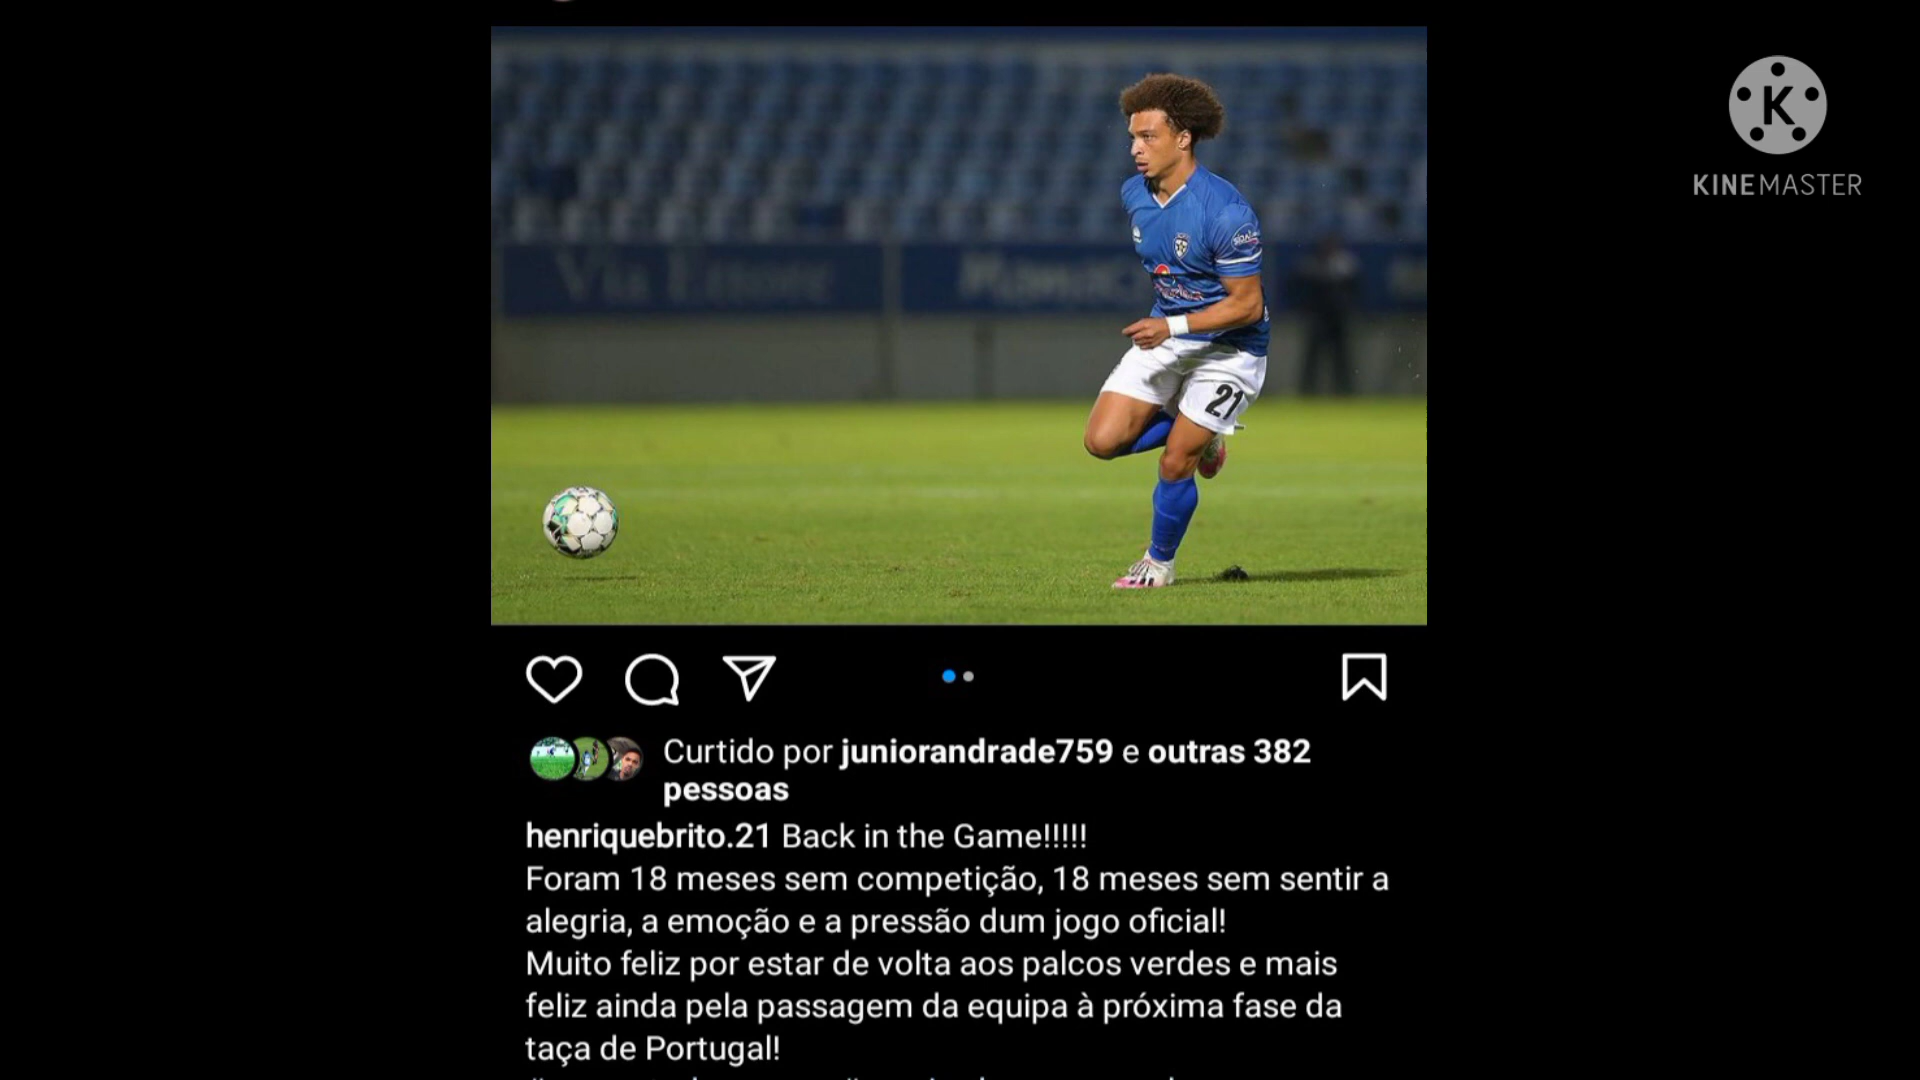 K
KINEMASTER
21
Curtido por juniorandrade759 e outras 382
pessoas
henriquebrito.21 Back in the Game!!!!!
Foram 18 meses sem competição, 18 meses sem sentir a
alegria, a emoção e a pressão dum jogo oficial!
Muito feliz por estar de volta aos palcos verdes e mais
feliz ainda pela passagem da equipa à próxima fase da
taça de Portugal!